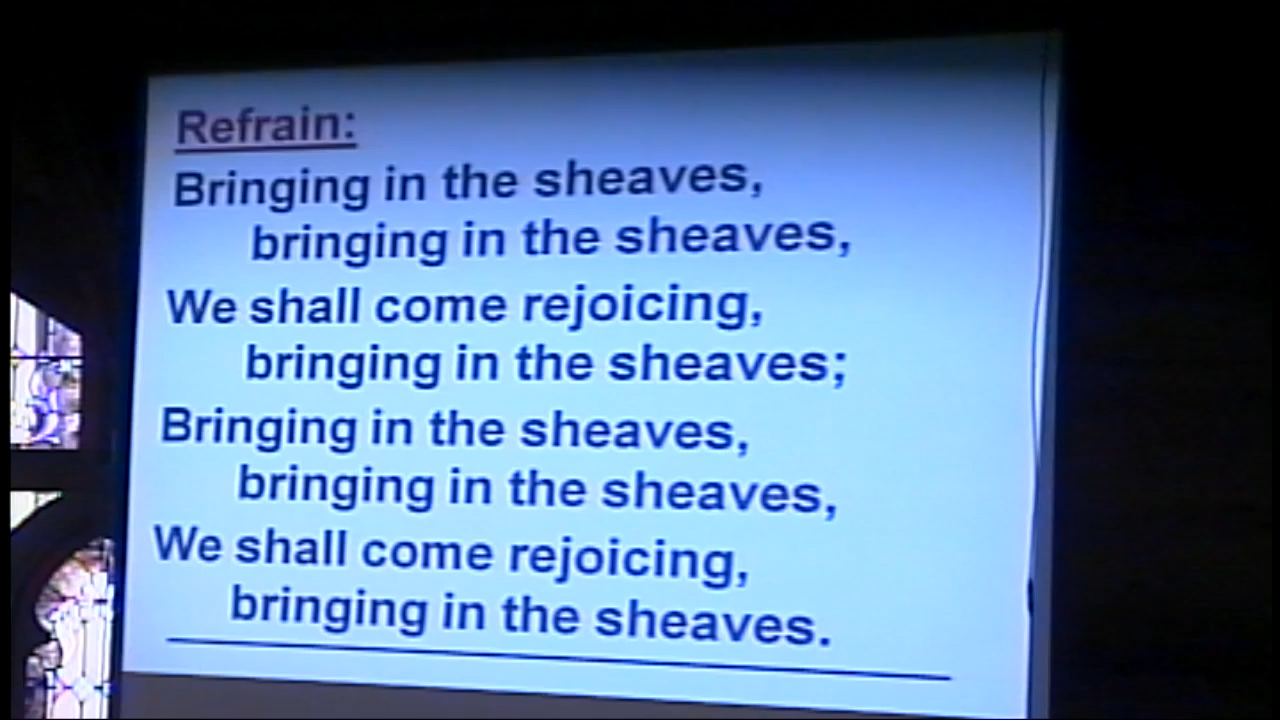 Refrain:
Bringing in the sheaves,
bringing in the sheaves,
We shall come rejoicing,
bringing in the sheaves;
Bringing in the sheaves,
bringing in the sheaves,
We shall come rejoicing,
bringing in the sheaves.